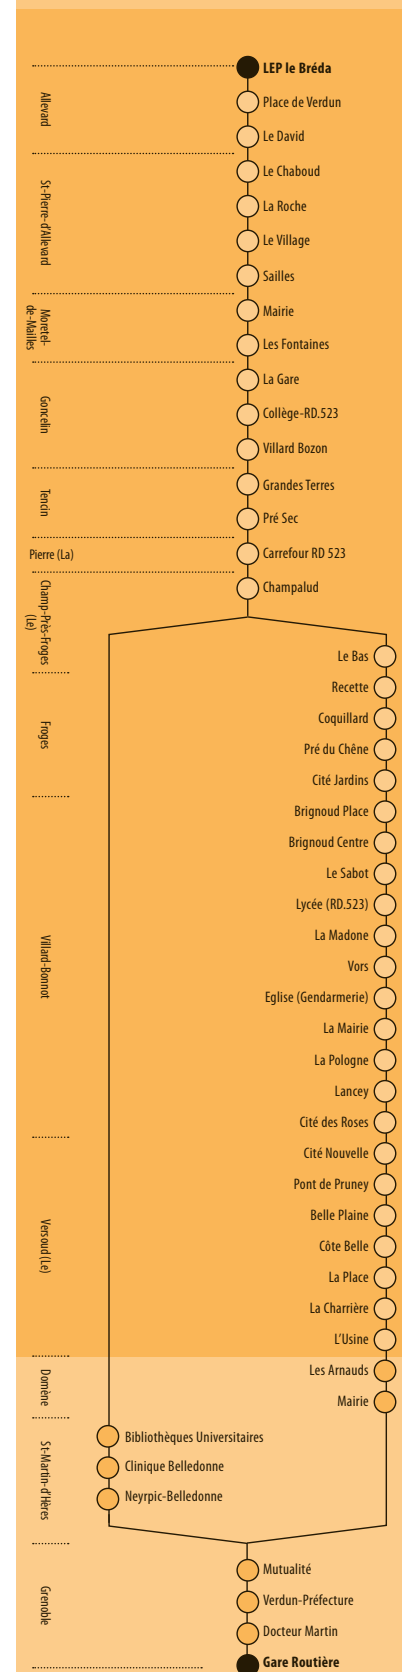 Allevard
LEP le Bréda
Place de Verdun
Le David
St-Pierre-d'Allevard
Le Chaboud
La Roche
Le Village
Sailles
Moretel-
de-Mailles
Mairie
Les Fontaines
Goncelin
La Gare
Collège-RD.523
Villard Bozon
Tencin
Grandes Terres
Pré Sec
Pierre (La)
Carrefour RD 523
Champ-Près-Froges
(Le)
Champalud
Le Bas
Froges
Recette
Coquillard
Pré du Chêne
Cité Jardins
Villard-Bonnot
Brignoud Place
Brignoud Centre
Le Sabot
Lycée (RD.523)
La Madone
Vors
Eglise (Gendarmerie)
La Mairie
La Pologne
Lancey
Cité des Roses
Versoud (Le)
Cité Nouvelle
Pont de Pruney
Belle Plaine
Côte Belle
La Place
La Charrière
L'Usine
Domène
Les Arnauds
Mairie
St-Martin-d'Hères
Bibliothèques Universitaires
Clinique Belledonne
Neyrpic-Belledonne
Grenoble
Mutualité
Verdun-Préfecture
Docteur Martin
Gare Routière